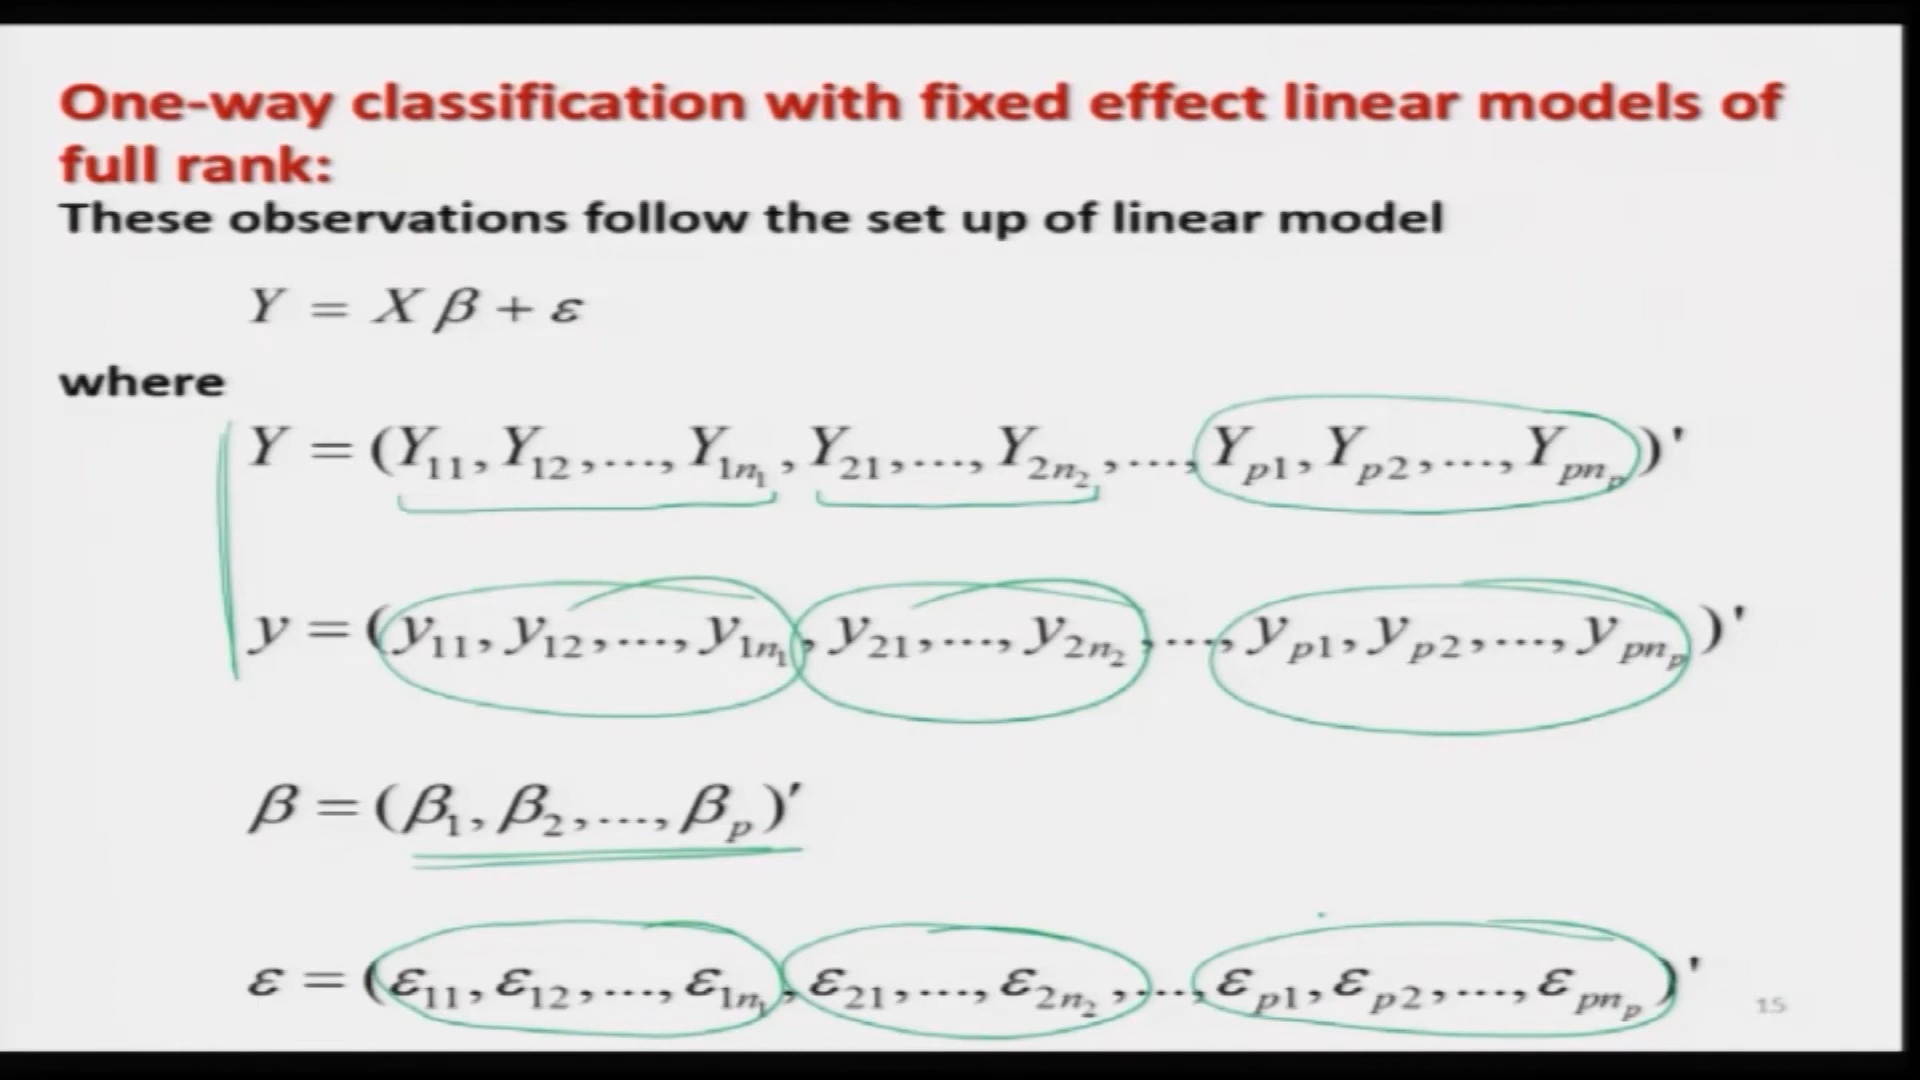 One-way classification with fixed effect linear models of
full rank:
These observations follow the set up of linear model
Y = X β + ε
where
Y = (Y₁₁, Y₁₂, ..., Y₁ₙ₁, Y₂₁, ..., Y₂ₙ₂, ..., Yₚ₁, Yₚ₂, ..., Yₚₙₚ)'
y = (y₁₁, y₁₂, ..., y₁ₙ₁, y₂₁, ..., y₂ₙ₂, ..., yₚ₁, yₚ₂, ..., yₚₙₚ)'
β = (β₁, β₂, ..., βₚ)'
ε = (ε₁₁, ε₁₂, ..., ε₁ₙ₁, ε₂₁, ..., ε₂ₙ₂, ..., εₚ₁, εₚ₂, ..., εₚₙₚ)'
15